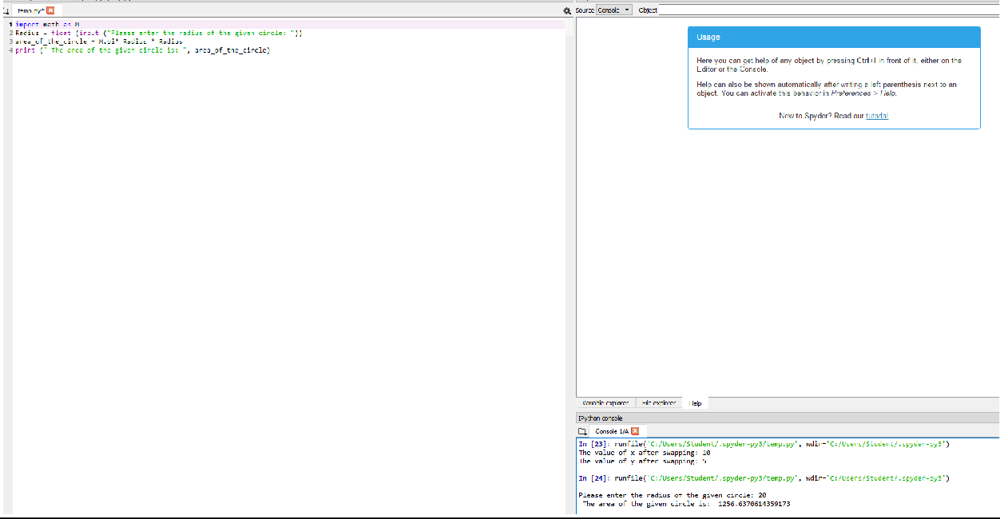 temp.py*
1 import math as M
2 Radius = float (input ("Please enter the radius of the given circle: "))
3 area_of_the_circle = M.pi* Radius * Radius
4 print (" The area of the given circle is: ", area_of_the_circle)
Source Console Object
Usage
Here you can get help of any object by pressing Ctrl+I in front of it, either on the
Editor or the Console.
Help can also be shown automatically after writing a left parenthesis next to an
object. You can activate this behavior in Preferences > Help.
New to Spyder? Read our tutorial
Variable explorer File explorer Help
IPython console
Console 1/A
In [23]: runfile('C:/Users/Student/.spyder-py3/temp.py', wdir='C:/Users/Student/.spyder-py3')
The value of x after swapping: 10
The value of y after swapping: 5
In [24]: runfile('C:/Users/Student/.spyder-py3/temp.py', wdir='C:/Users/Student/.spyder-py3')
Please enter the radius of the given circle: 20
The area of the given circle is:  1256.6370614359173